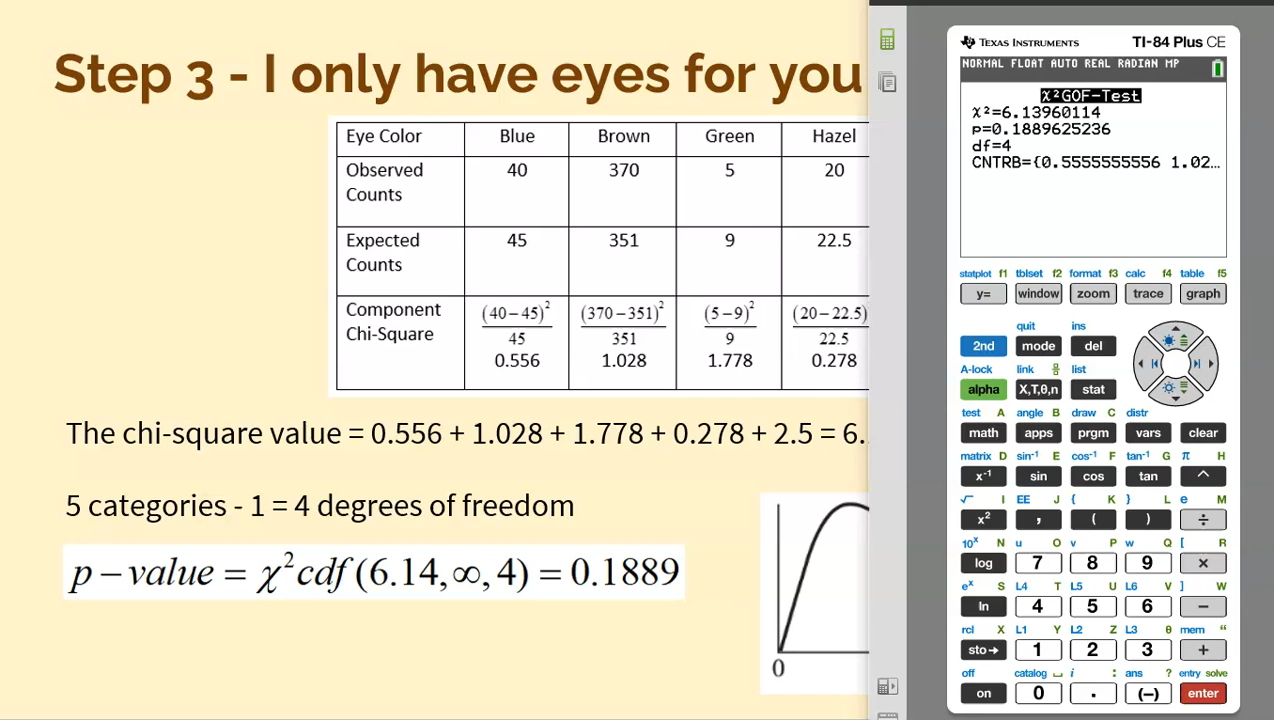 Step 3 - I only have eyes for you
Eye Color Blue Brown Green Hazel
Observed Counts 40 370 5 20
Expected Counts 45 351 9 22.5
Component Chi-Square (40−45)²/45 (370−351)²/351 (5−9)²/9 (20−22.5)/22.5
0.556 1.028 1.778 0.278
The chi-square value = 0.556 + 1.028 + 1.778 + 0.278 + 2.5 = 6.
5 categories - 1 = 4 degrees of freedom
p − value = χ²cdf (6.14, ∞, 4) = 0.1889
0
TEXAS INSTRUMENTS TI-84 Plus CE
NORMAL FLOAT AUTO REAL RADIAN MP
χ²GOF-Test
χ²=6.13960114
p=0.1889625236
df=4
CNTRB={0.5555555556 1.02…
statplot f1 tblset f2 format f3 calc f4 table f5
y= window zoom trace graph
quit ins
2nd mode del
A-lock link list
alpha X,T,θ,n stat
test A angle B draw C distr
math apps prgm vars clear
matrix D sin⁻¹ E cos⁻¹ F tan⁻¹ G π H
x⁻¹ sin cos tan ^
√ I EE J { K } L e M
x² , ( ) ÷
10ˣ N u O v P w Q [ R
log 7 8 9 ×
eˣ S L4 T L5 U L6 V ] W
ln 4 5 6 −
rcl X L1 Y L2 Z L3 θ mem “
sto→ 1 2 3 +
off catalog ⎵ i : ans ? entry solve
on 0 . (−) enter